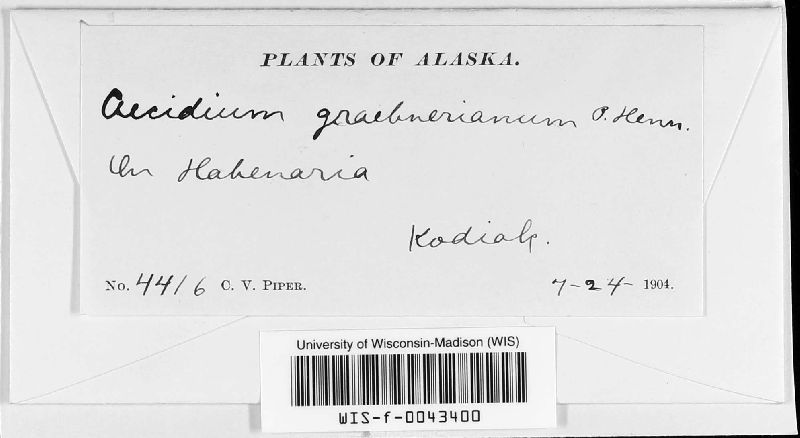 PLANTS OF ALASKA.
Aecidium graebnerianum P. Henn.
On Habenaria
Kodiak.
No. 4416 C. V. PIPER. 7-24- 1904.
University of Wisconsin-Madison (WIS)
WIS-f-0043400